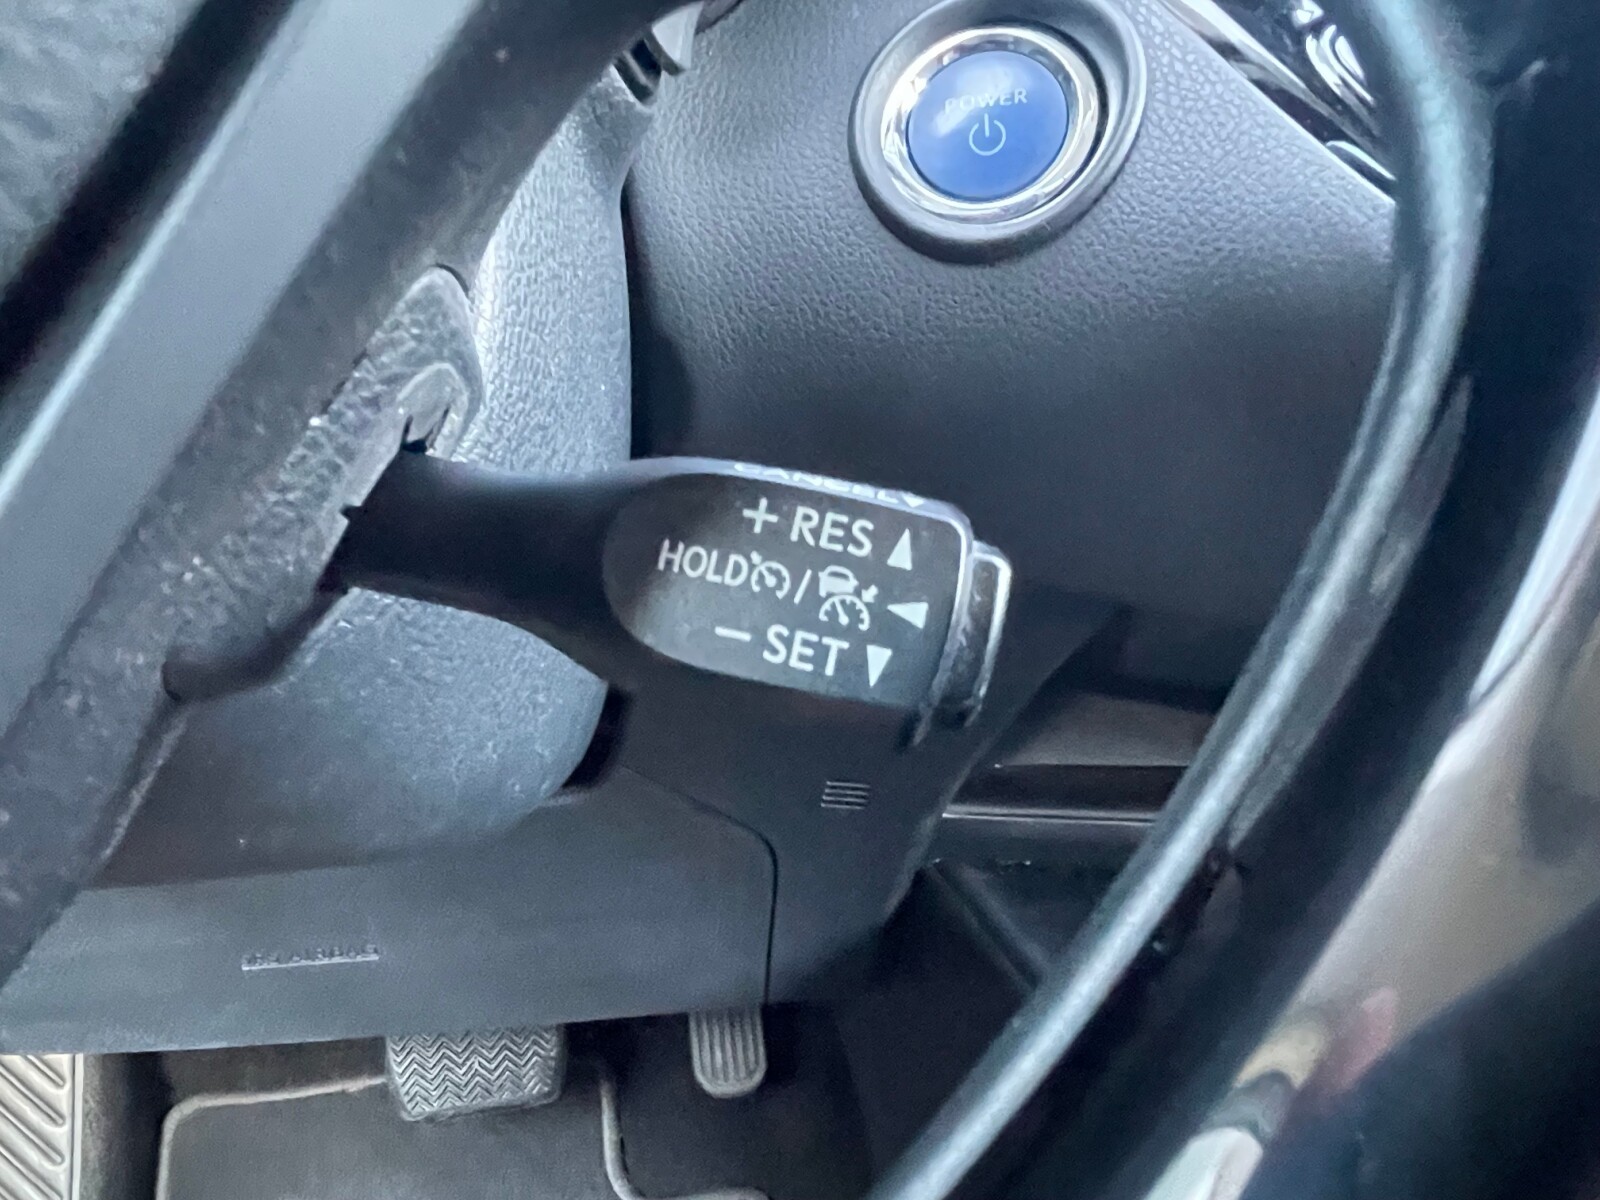 POWER
CANCEL
+ RES
HOLD /
− SET